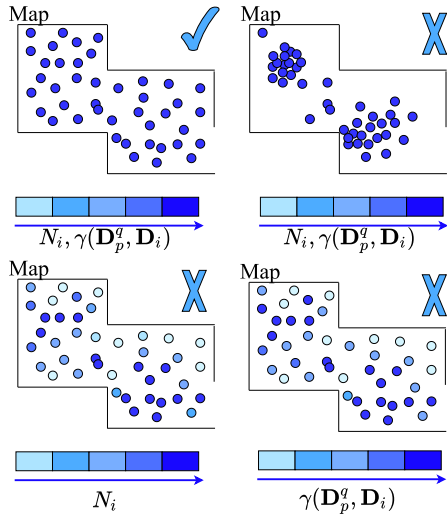 Map
Map
N_i, γ(D_p^q, D_i)
N_i, γ(D_p^q, D_i)
Map
Map
N_i
γ(D_p^q, D_i)